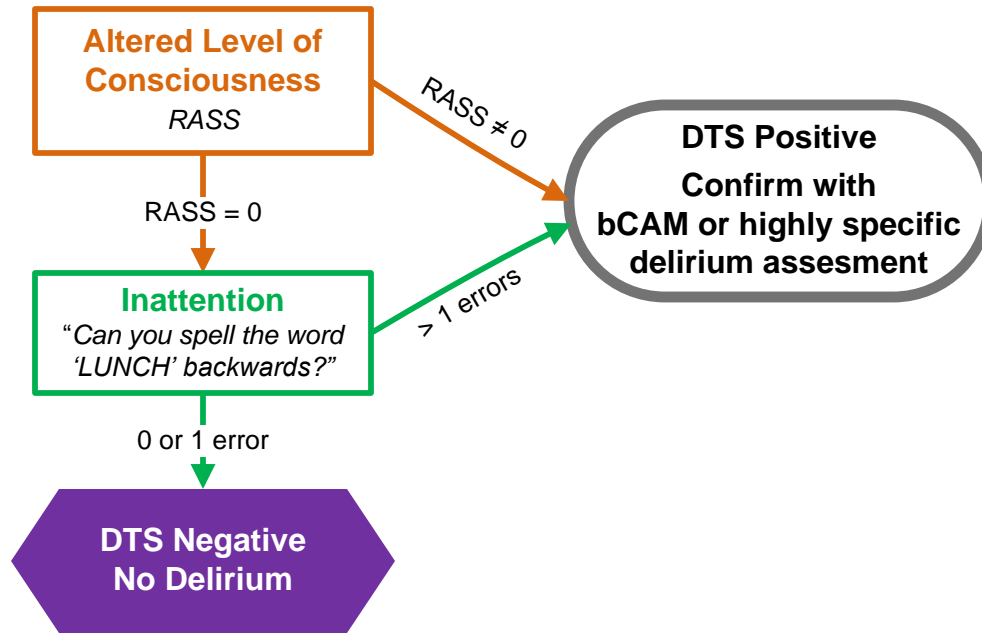 Altered Level of
Consciousness
RASS
RASS ≠ 0
DTS Positive
Confirm with
bCAM or highly specific
delirium assesment
RASS = 0
Inattention
“Can you spell the word
‘LUNCH’ backwards?”
> 1 errors
0 or 1 error
DTS Negative
No Delirium